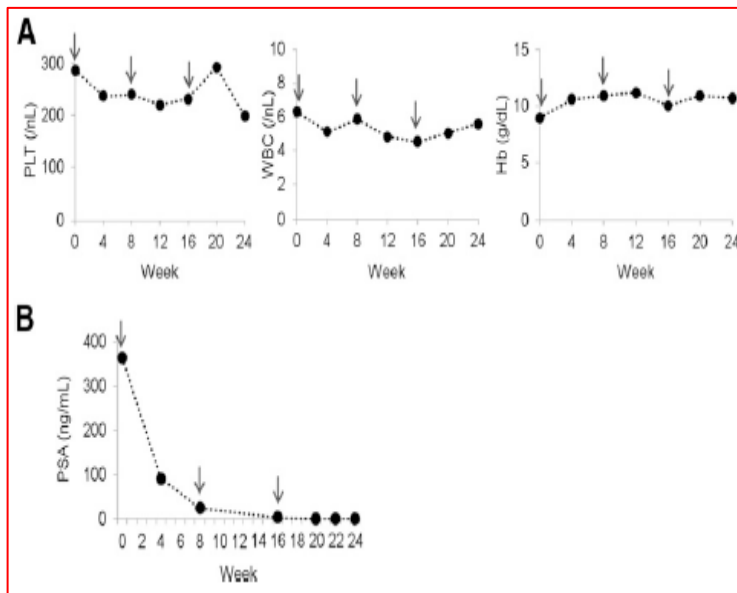 A
PLT (/nL)
300
200
100
0
0 4 8 12 16 20 24
Week
WBC (/nL)
10
8
6
4
2
0
0 4 8 12 16 20 24
Week
Hb (g/dL)
15
10
5
0
0 4 8 12 16 20 24
Week
B
PSA (ng/mL)
400
300
200
100
0
0 2 4 6 8 10 12 14 16 18 20 22 24
Week